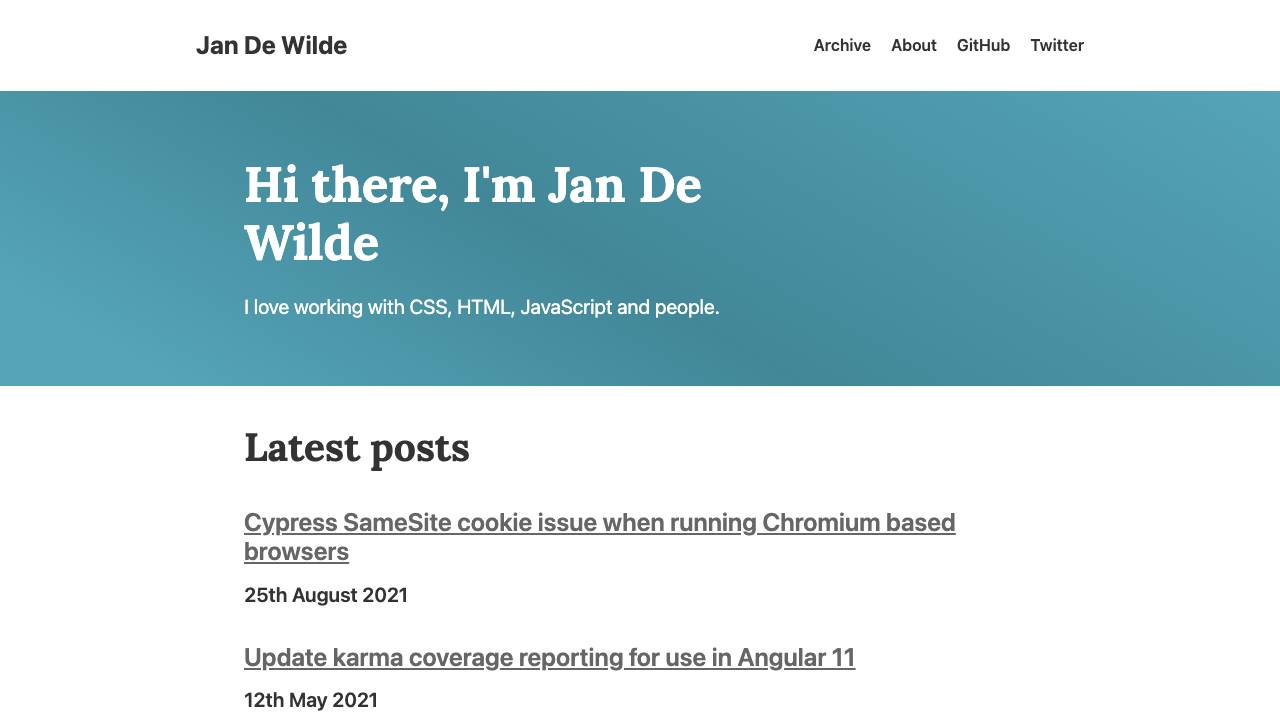 Jan De Wilde
Archive About GitHub Twitter
Hi there, I'm Jan De
Wilde
I love working with CSS, HTML, JavaScript and people.
Latest posts
Cypress SameSite cookie issue when running Chromium based
browsers
25th August 2021
Update karma coverage reporting for use in Angular 11
12th May 2021